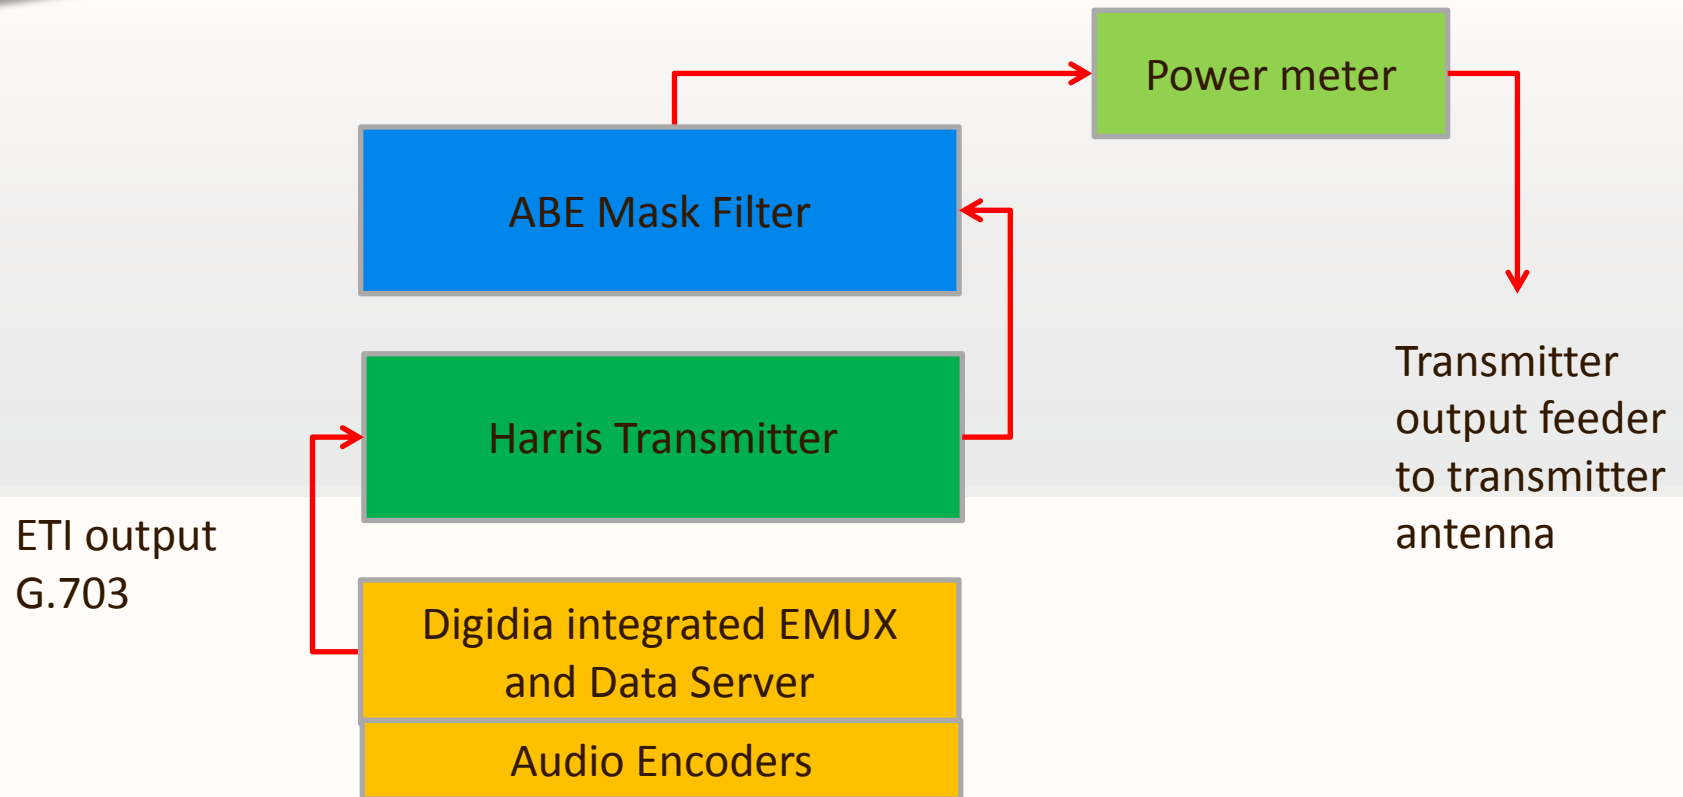 Power meter
ABE Mask Filter
Transmitter
output feeder
to transmitter
antenna
Harris Transmitter
ETI output
G.703
Digidia integrated EMUX
and Data Server
Audio Encoders